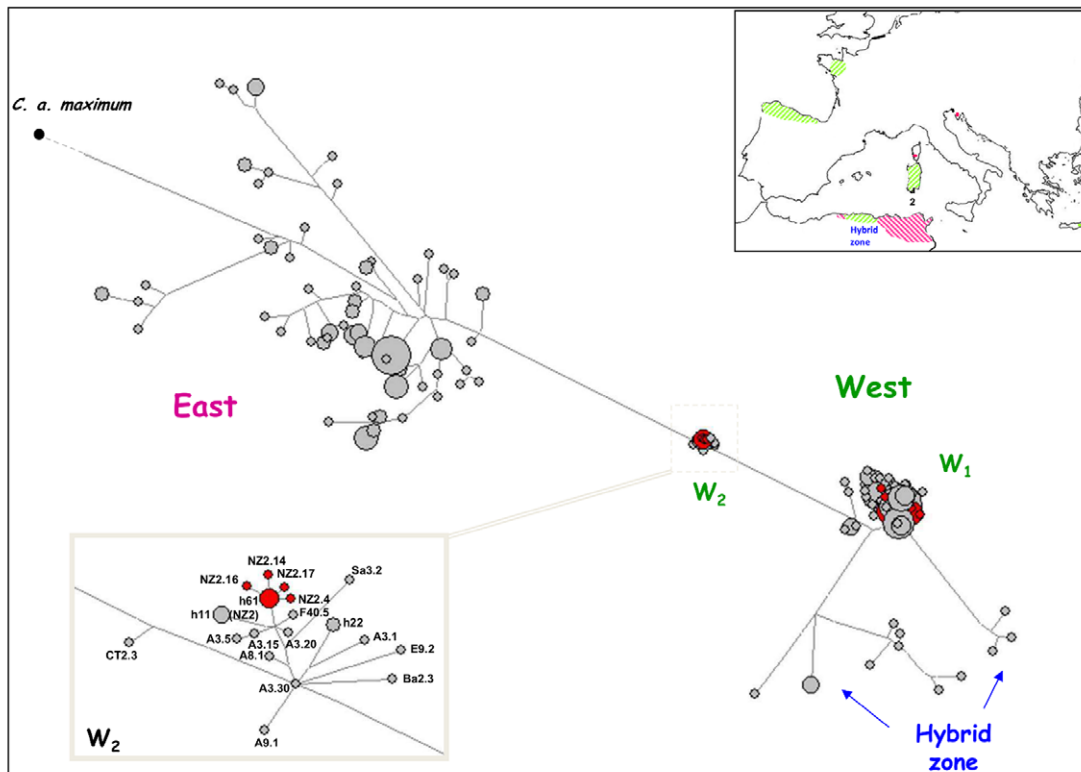 C. a. maximum
2
Hybrid
zone
East
West
W₁
W₂
NZ2.14
Sa3.2
NZ2.16
NZ2.17
h61
NZ2.4
h11
(NZ2)
F40.5
h22
A3.5
A3.15
A3.20
A3.1
CT2.3
A8.1
E9.2
A3.30
Ba2.3
A9.1
W₂
Hybrid
zone